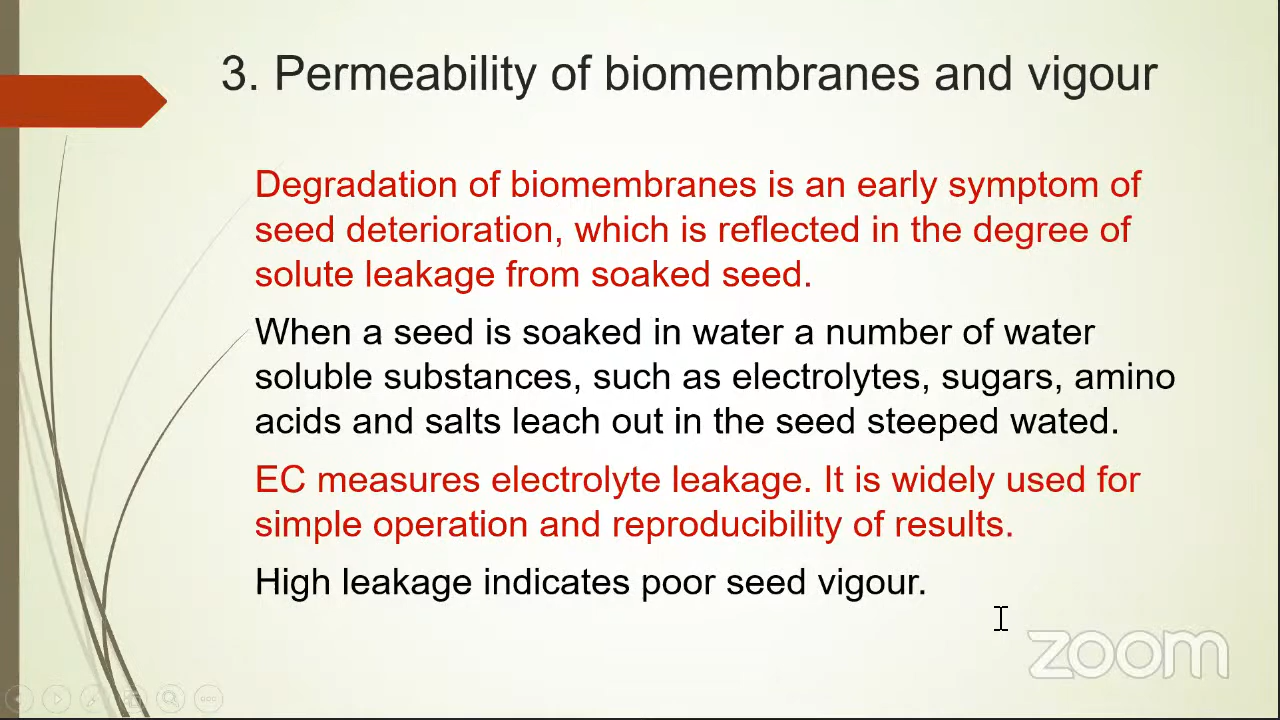 3. Permeability of biomembranes and vigour
Degradation of biomembranes is an early symptom of
seed deterioration, which is reflected in the degree of
solute leakage from soaked seed.
When a seed is soaked in water a number of water
soluble substances, such as electrolytes, sugars, amino
acids and salts leach out in the seed steeped wated.
EC measures electrolyte leakage. It is widely used for
simple operation and reproducibility of results.
High leakage indicates poor seed vigour.
zoom